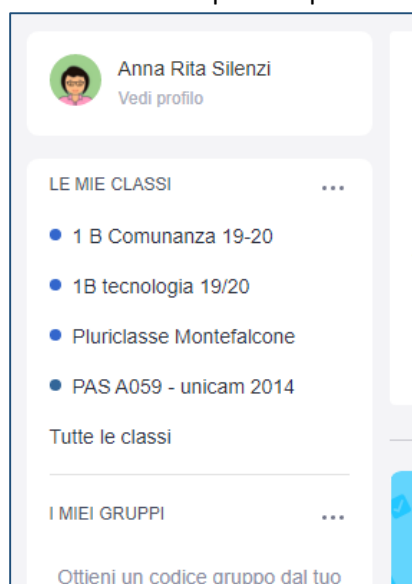 Anna Rita Silenzi
Vedi profilo
LE MIE CLASSI
1 B Comunanza 19-20
1B tecnologia 19/20
Pluriclasse Montefalcone
PAS A059 - unicam 2014
Tutte le classi
I MIEI GRUPPI
Ottieni un codice gruppo dal tuo